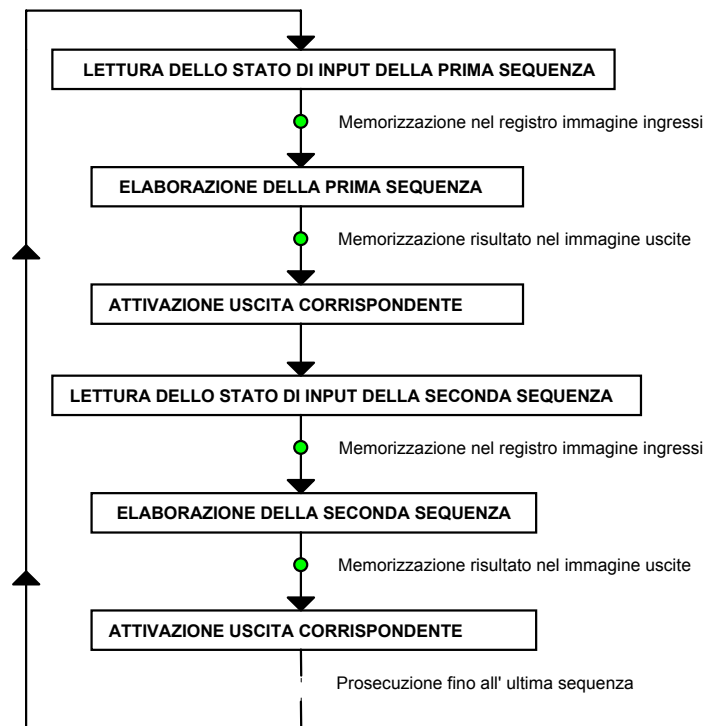 LETTURA DELLO STATO DI INPUT DELLA PRIMA SEQUENZA
Memorizzazione nel registro immagine ingressi
ELABORAZIONE DELLA PRIMA SEQUENZA
Memorizzazione risultato nel immagine uscite
ATTIVAZIONE USCITA CORRISPONDENTE
LETTURA DELLO STATO DI INPUT DELLA SECONDA SEQUENZA
Memorizzazione nel registro immagine ingressi
ELABORAZIONE DELLA SECONDA SEQUENZA
Memorizzazione risultato nel immagine uscite
ATTIVAZIONE USCITA CORRISPONDENTE
Prosecuzione fino all' ultima sequenza